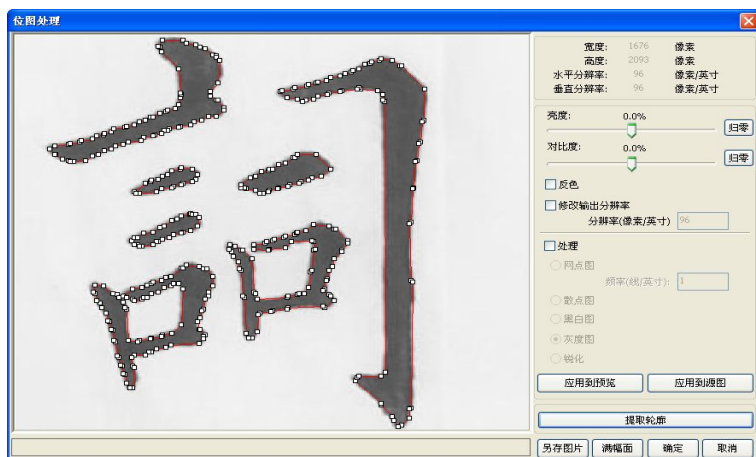 位图处理
詞
宽度: 1676 像素
高度: 2093 像素
水平分辨率: 96 像素/英寸
垂直分辨率: 96 像素/英寸
亮度: 0.0% 归零
对比度: 0.0% 归零
反色
修改输出分辨率
分辨率(像素/英寸) 96
处理
网点图
频率(线/英寸): 1
散点图
黑白图
灰度图
锐化
应用到预览 应用到源图
提取轮廓
另存图片 满幅面 确定 取消